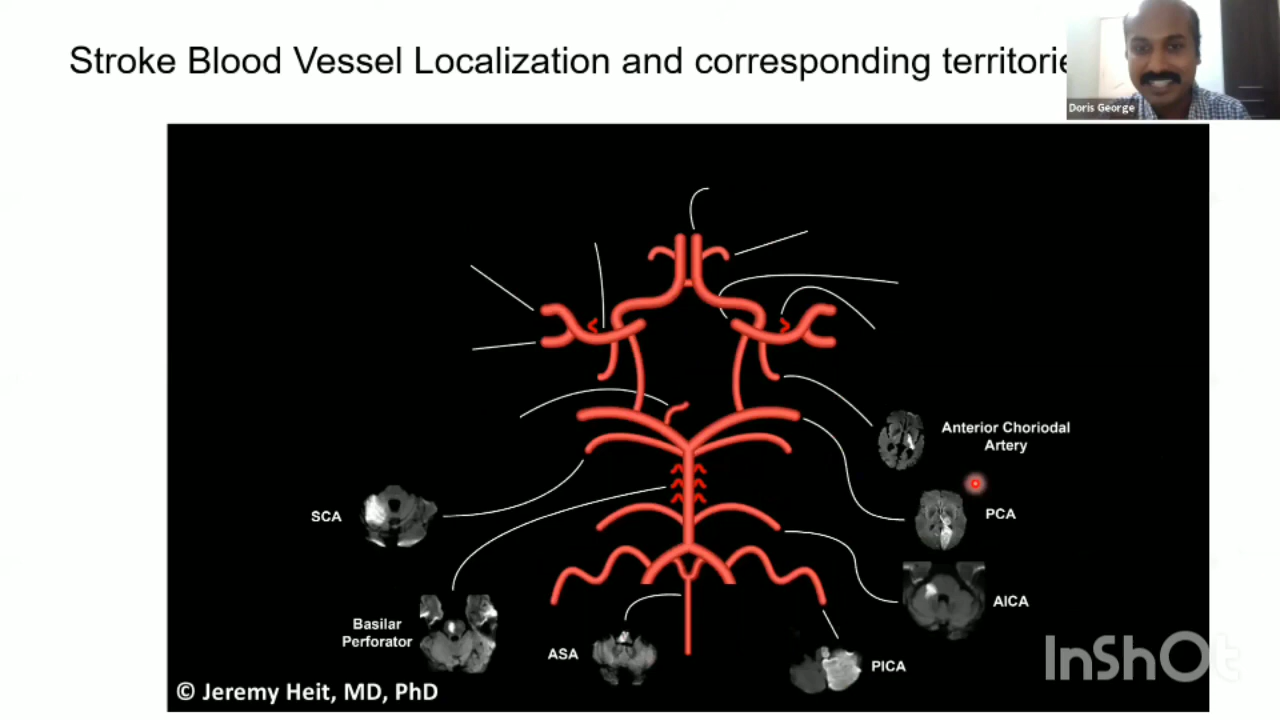 Stroke Blood Vessel Localization and corresponding territorie
Doris George
Anterior Choriodal
Artery
SCA
PCA
AICA
Basilar
Perforator
ASA
PICA
InShOt
© Jeremy Heit, MD, PhD